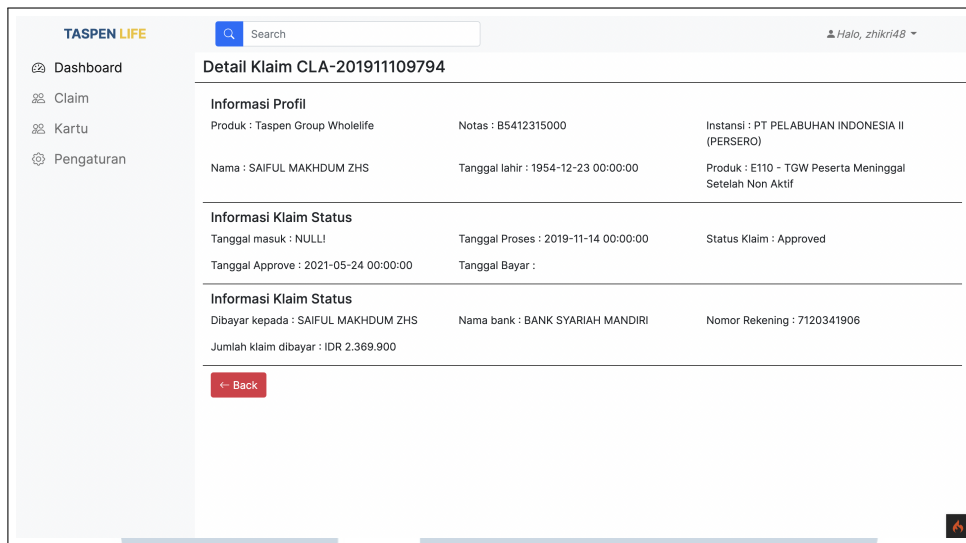 TASPEN LIFE
Search
Halo, zhikri48
Dashboard
Claim
Kartu
Pengaturan
Detail Klaim CLA-201911109794
Informasi Profil
Produk : Taspen Group Wholelife
Notas : B5412315000
Instansi : PT PELABUHAN INDONESIA II
(PERSERO)
Nama : SAIFUL MAKHDUM ZHS
Tanggal lahir : 1954-12-23 00:00:00
Produk : E110 - TGW Peserta Meninggal
Setelah Non Aktif
Informasi Klaim Status
Tanggal masuk : NULL!
Tanggal Proses : 2019-11-14 00:00:00
Status Klaim : Approved
Tanggal Approve : 2021-05-24 00:00:00
Tanggal Bayar :
Informasi Klaim Status
Dibayar kepada : SAIFUL MAKHDUM ZHS
Nama bank : BANK SYARIAH MANDIRI
Nomor Rekening : 7120341906
Jumlah klaim dibayar : IDR 2.369.900
← Back